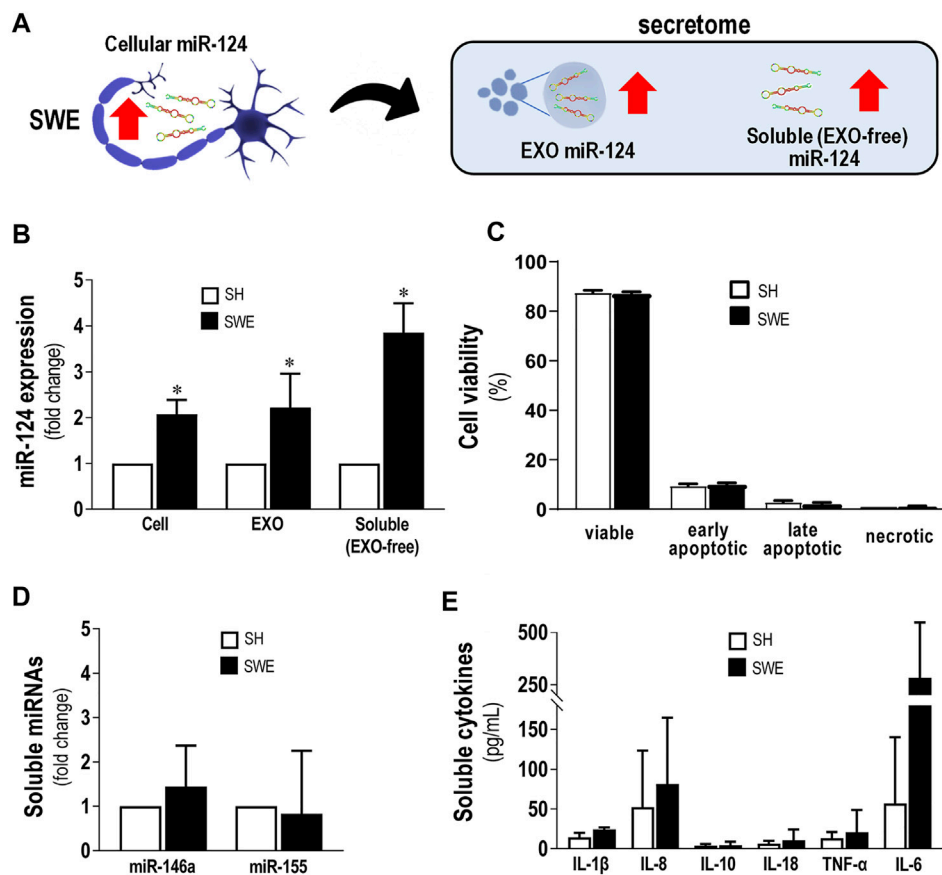 A
secretome
Cellular miR-124
SWE
EXO miR-124
Soluble (EXO-free)
miR-124
B
miR-124 expression
(fold change)
5
4
3
2
1
0
SH
SWE
*
*
*
Cell
EXO
Soluble
(EXO-free)
C
Cell viability
(%)
100
80
60
40
20
0
SH
SWE
viable
early
apoptotic
late
apoptotic
necrotic
D
Soluble miRNAs
(fold change)
5
4
3
2
1
0
SH
SWE
miR-146a
miR-155
E
Soluble cytokines
(pg/mL)
500
250
150
100
50
0
SH
SWE
IL-1β
IL-8
IL-10
IL-18
TNF-α
IL-6